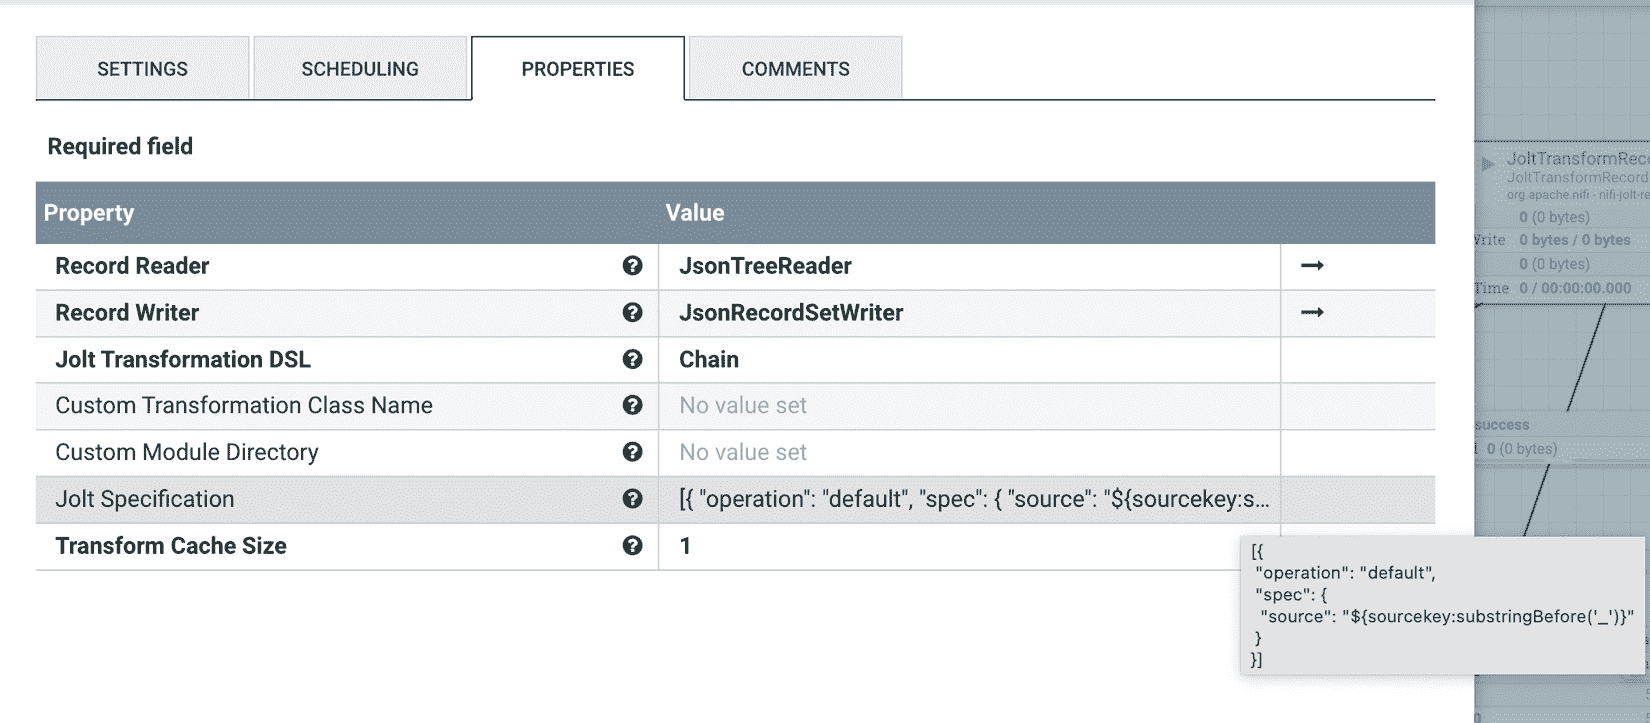 SETTINGS SCHEDULING PROPERTIES COMMENTS
Required field
Property Value
Record Reader ? JsonTreeReader
Record Writer ? JsonRecordSetWriter
Jolt Transformation DSL ? Chain
Custom Transformation Class Name ? No value set
Custom Module Directory ? No value set
Jolt Specification ? [{ "operation": "default", "spec": { "source": "${sourcekey:s...
Transform Cache Size ? 1
[{
"operation": "default",
"spec": {
"source": "${sourcekey:substringBefore('_')}"
}
}]
JoltTransformRec
JoltTransformRecord
org.apache.nifi - nifi-jolt-re
0 (0 bytes)
Write 0 bytes / 0 bytes
0 (0 bytes)
Time 0 / 00:00:00.000
success
0 (0 bytes)